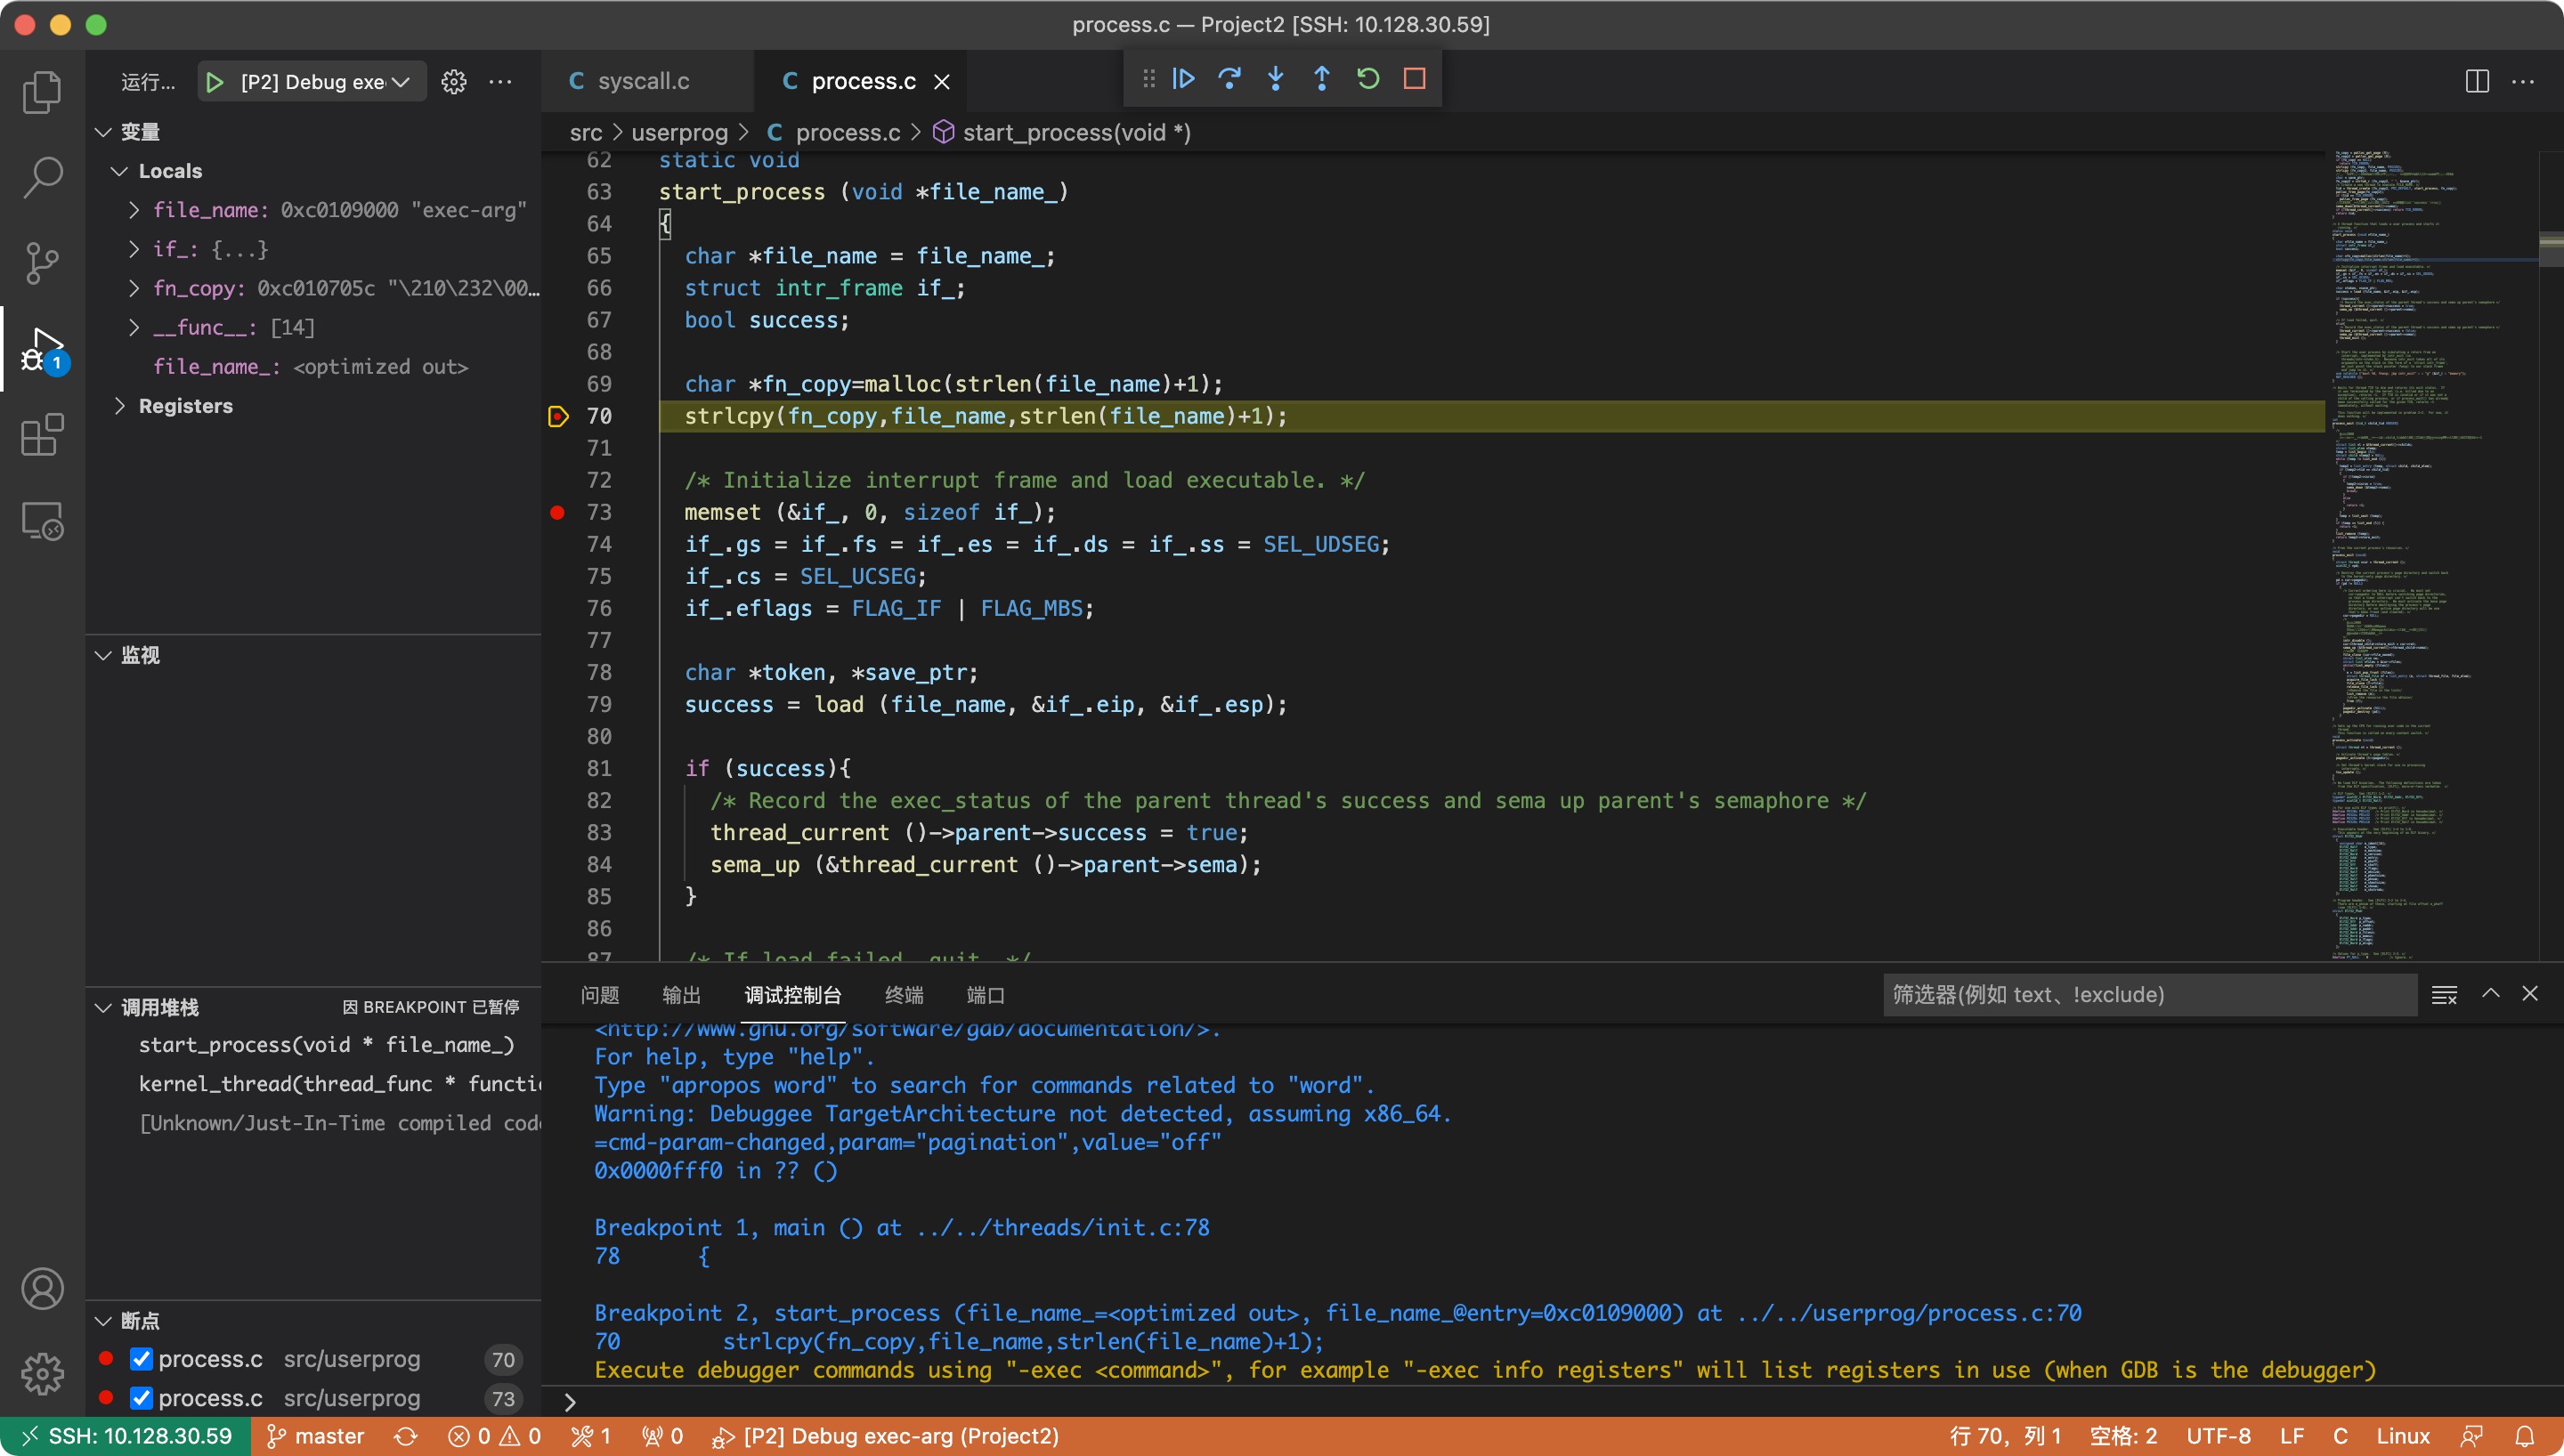 process.c — Project2 [SSH: 10.128.30.59]
运行...
[P2] Debug exe
变量
Locals
file_name: 0xc0109000 "exec-arg"
if_: {...}
fn_copy: 0xc010705c "\210\232\00…
__func__: [14]
file_name_: <optimized out>
Registers
监视
调用堆栈
因 BREAKPOINT 已暂停
start_process(void * file_name_)
kernel_thread(thread_func * functi
[Unknown/Just-In-Time compiled cod
断点
process.c src/userprog 70
process.c src/userprog 73
syscall.c
process.c
src > userprog > C process.c > start_process(void *)
62 static void
63 start_process (void *file_name_)
64 {
65 char *file_name = file_name_;
66 struct intr_frame if_;
67 bool success;
68
69 char *fn_copy=malloc(strlen(file_name)+1);
70 strlcpy(fn_copy,file_name,strlen(file_name)+1);
71
72 /* Initialize interrupt frame and load executable. */
73 memset (&if_, 0, sizeof if_);
74 if_.gs = if_.fs = if_.es = if_.ds = if_.ss = SEL_UDSEG;
75 if_.cs = SEL_UCSEG;
76 if_.eflags = FLAG_IF | FLAG_MBS;
77
78 char *token, *save_ptr;
79 success = load (file_name, &if_.eip, &if_.esp);
80
81 if (success){
82 /* Record the exec_status of the parent thread's success and sema up parent's semaphore */
83 thread_current ()->parent->success = true;
84 sema_up (&thread_current ()->parent->sema);
85 }
86
87 /* If load failed, quit. */
问题
输出
调试控制台
终端
端口
筛选器(例如 text、!exclude)
<http://www.gnu.org/software/gdb/documentation/>.
For help, type "help".
Type "apropos word" to search for commands related to "word".
Warning: Debuggee TargetArchitecture not detected, assuming x86_64.
=cmd-param-changed,param="pagination",value="off"
0x0000fff0 in ?? ()
Breakpoint 1, main () at ../../threads/init.c:78
78 {
Breakpoint 2, start_process (file_name_=<optimized out>, file_name_@entry=0xc0109000) at ../../userprog/process.c:70
70 strlcpy(fn_copy,file_name,strlen(file_name)+1);
Execute debugger commands using "-exec <command>", for example "-exec info registers" will list registers in use (when GDB is the debugger)
SSH: 10.128.30.59
master
0
0
1
0
[P2] Debug exec-arg (Project2)
行 70，列 1
空格: 2
UTF-8
LF
C
Linux